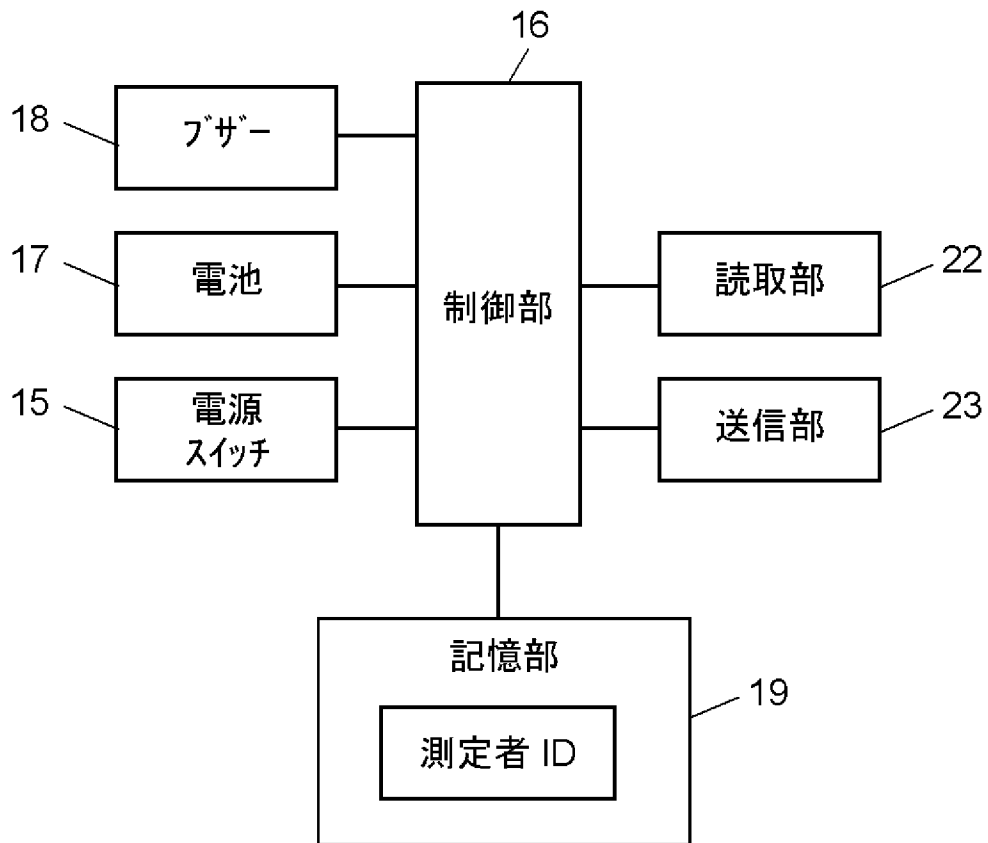 16
18
ﾌﾞｻﾞｰ
17
電池
制御部
読取部
22
15
電源
ｽｲｯﾁ
送信部
23
記憶部
19
測定者 ID